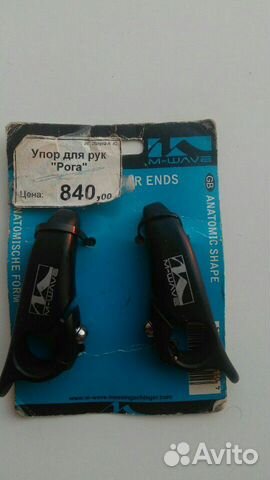 Упор для рук
"Рога"
Цена: 840,00
M-WAVE
R ENDS
GB ANATOMIC SHAPE
ANATOMISCHE FORM
M-WAVE
M-WAVE
Avito